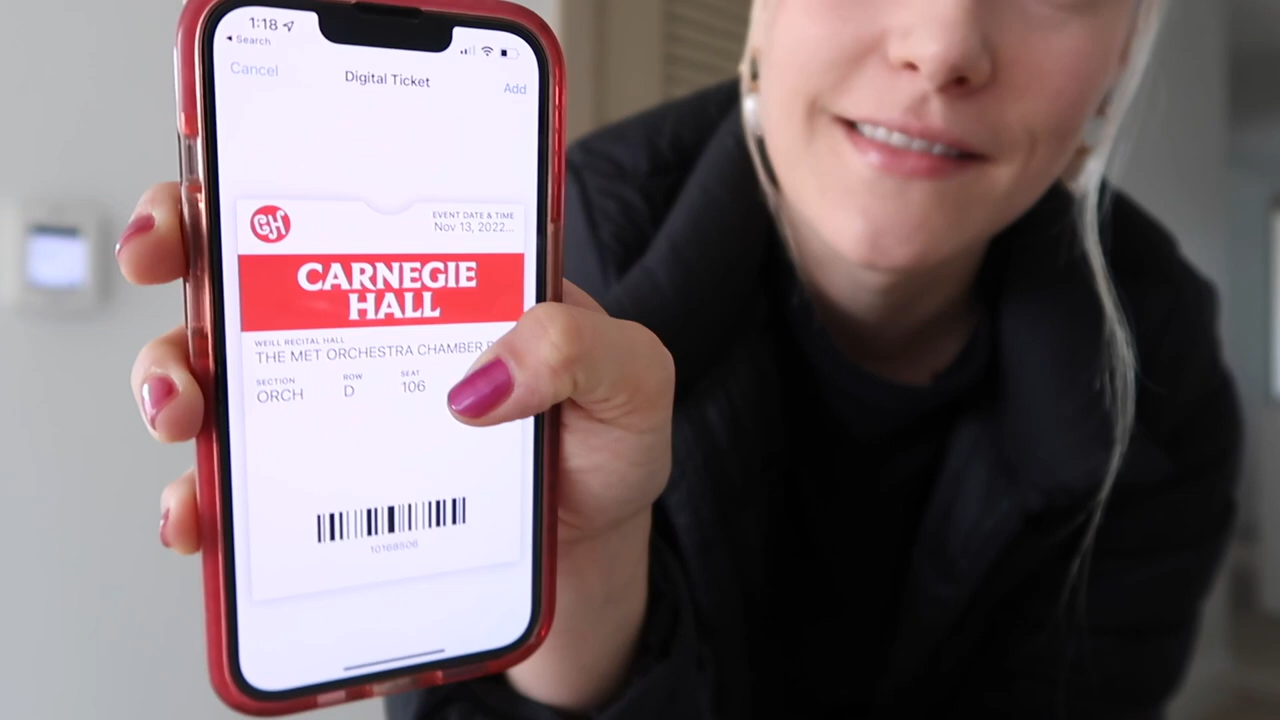 1:18
Search
Cancel
Digital Ticket
Add
CH
EVENT DATE & TIME
Nov 13, 2022...
CARNEGIE
HALL
WEILL RECITAL HALL
THE MET ORCHESTRA CHAMBER
SECTION
ROW
SEAT
ORCH
D
106
10168506